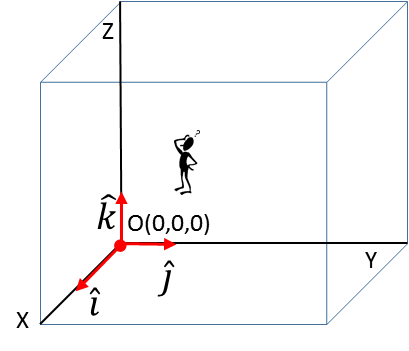 Z
k̂
O(0,0,0)
ĵ
Y
î
X
?